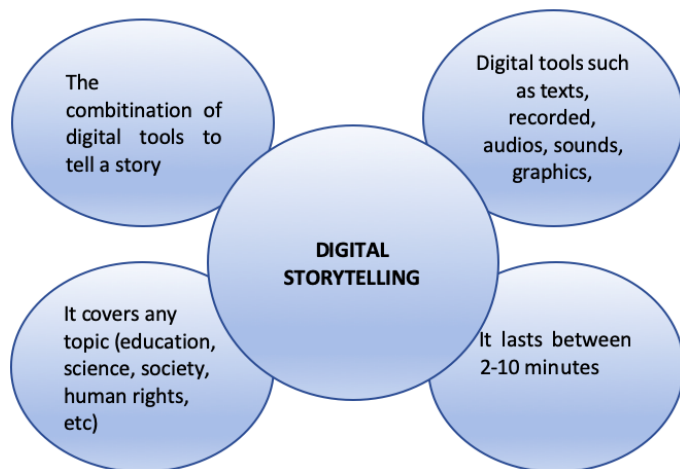 The
combitination of
digital tools to
tell a story
Digital tools such
as texts,
recorded,
audios, sounds,
graphics,
DIGITAL
STORYTELLING
It covers any
topic (education,
science, society,
human rights,
etc)
It lasts between
2-10 minutes